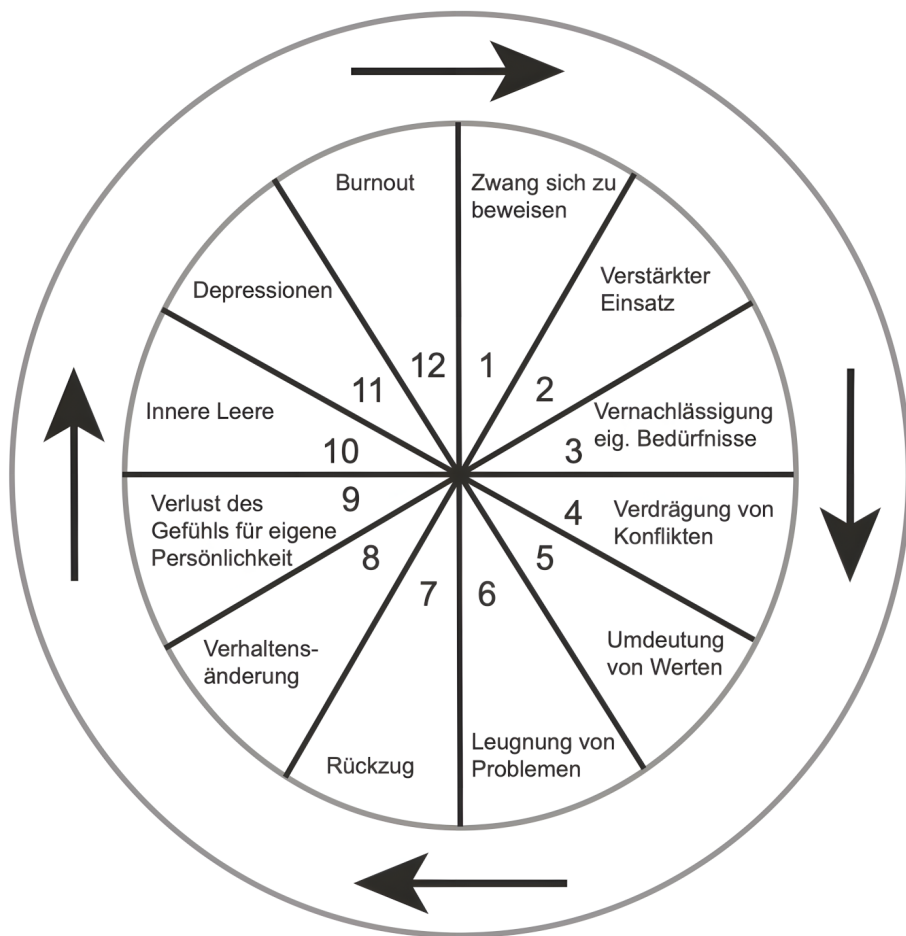 Burnout
Zwang sich zu
beweisen
Verstärkter
Einsatz
Vernachlässigung
eig. Bedürfnisse
Verdrägung von
Konflikten
Umdeutung
von Werten
Leugnung von
Problemen
Rückzug
Verhaltens-
änderung
Verlust des
Gefühls für eigene
Persönlichkeit
Innere Leere
Depressionen
12
1
2
3
4
5
6
7
8
9
10
11